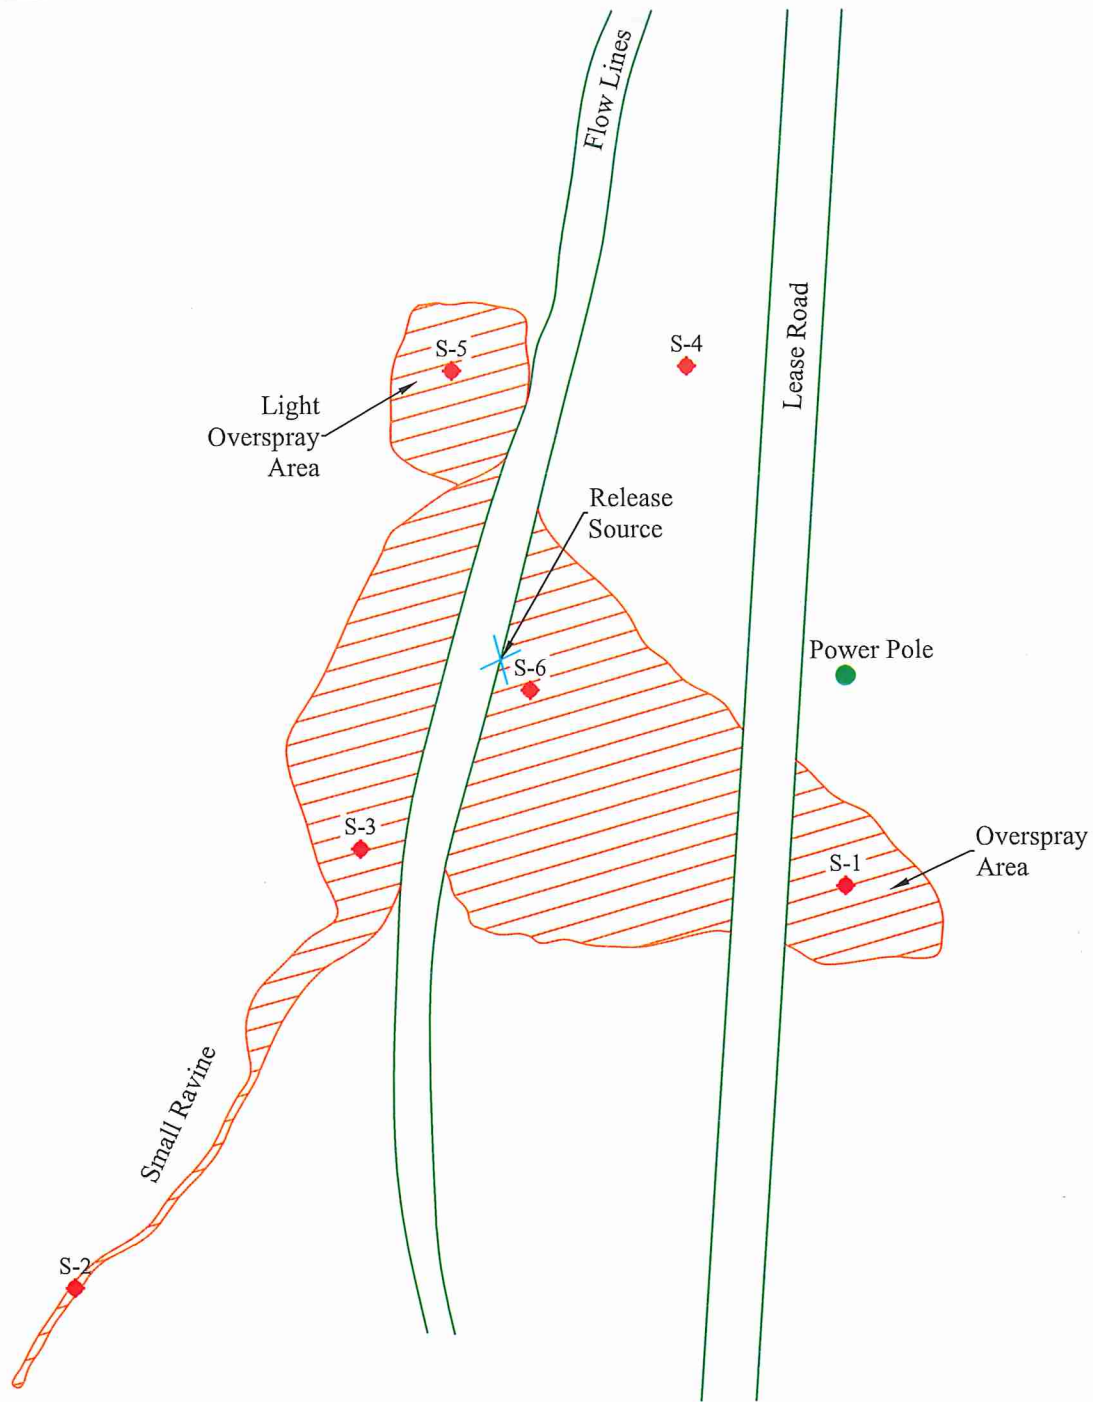 Flow Lines
Lease Road
S-5
S-4
Light
Overspray
Area
Release
Source
Power Pole
S-6
S-3
S-1
Overspray
Area
Small Ravine
S-2